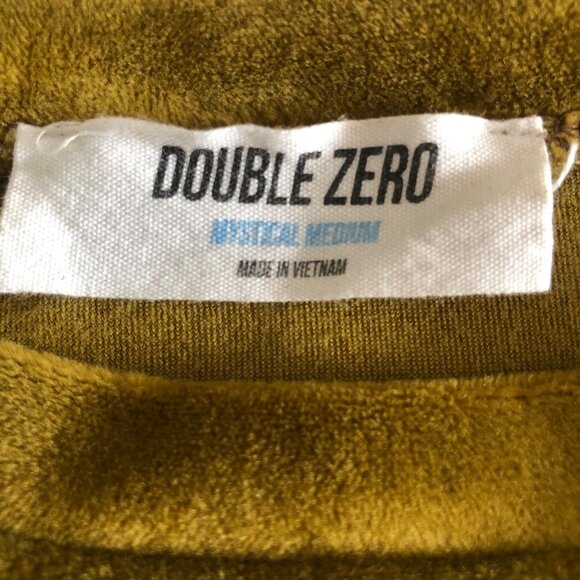 DOUBLE ZERO
MYSTICAL MEDIUM
MADE IN VIETNAM